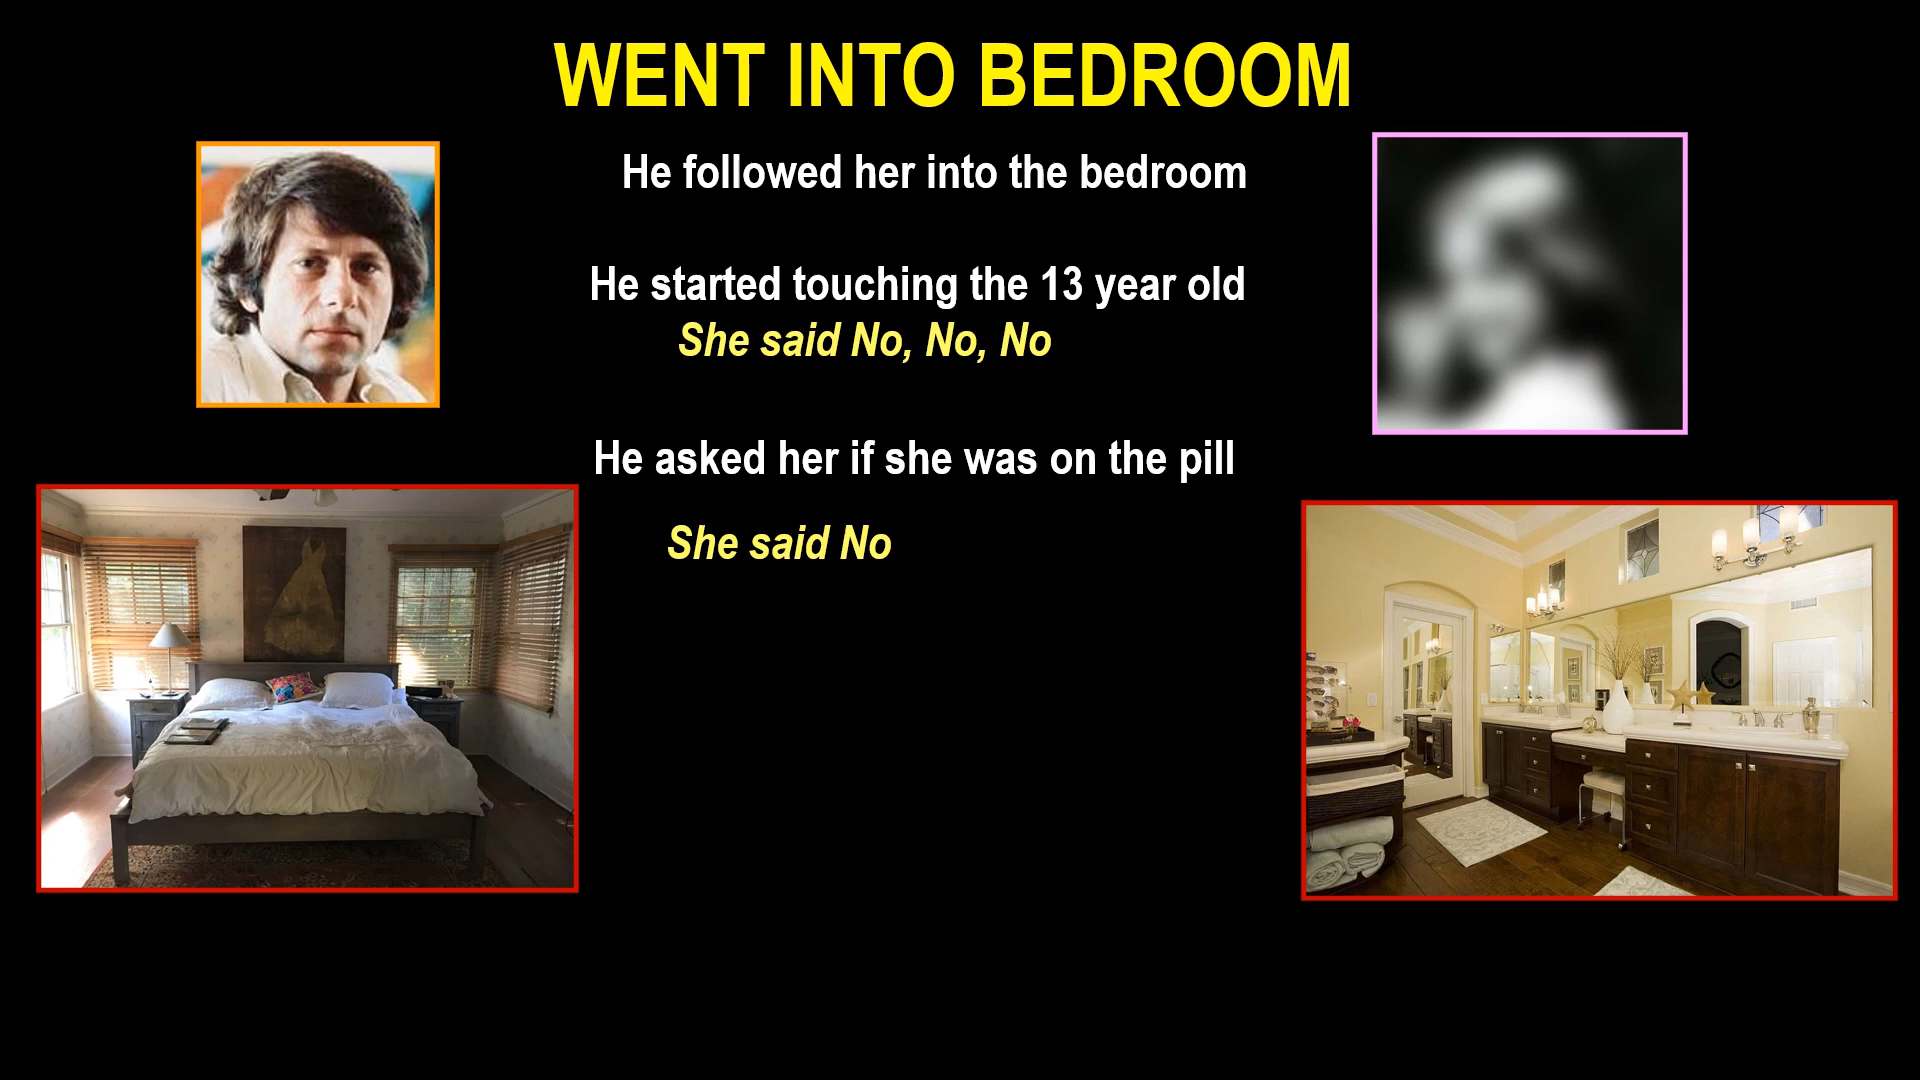 WENT INTO BEDROOM
He followed her into the bedroom
He started touching the 13 year old
She said No, No, No
He asked her if she was on the pill
She said No